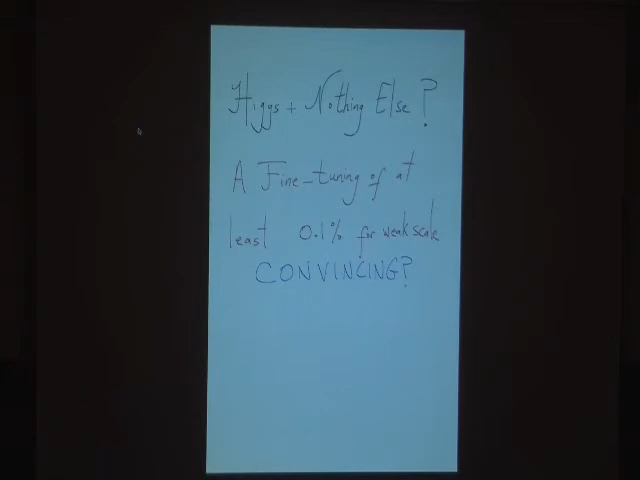 Higgs + Nothing Else?
A Fine-tuning of at
least 0.1% for weak scale
CONVINCING?